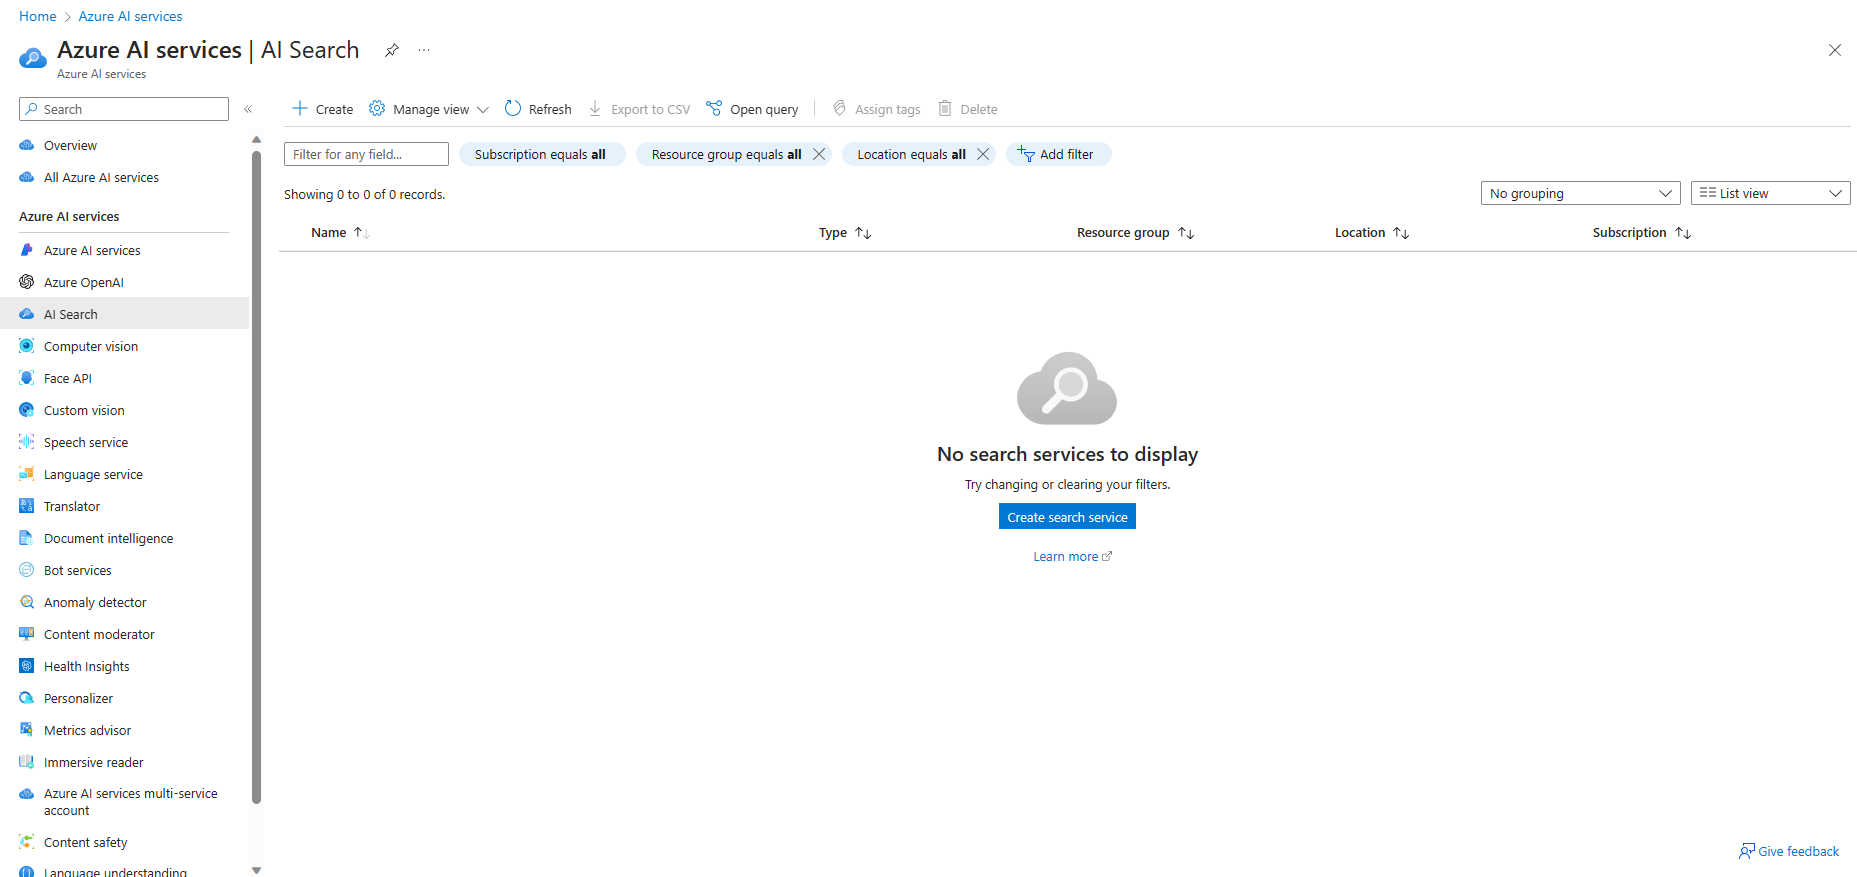 Home > Azure AI services
Azure AI services | AI Search
Azure AI services
Search
Overview
All Azure AI services
Azure AI services
Azure AI services
Azure OpenAI
AI Search
Computer vision
Face API
Custom vision
Speech service
Language service
Translator
Document intelligence
Bot services
Anomaly detector
Content moderator
Health Insights
Personalizer
Metrics advisor
Immersive reader
Azure AI services multi-service
account
Content safety
Language understanding
Create Manage view Refresh Export to CSV Open query Assign tags Delete
Filter for any field... Subscription equals all Resource group equals all Location equals all Add filter
Showing 0 to 0 of 0 records. No grouping List view
Name Type Resource group Location Subscription
No search services to display
Try changing or clearing your filters.
Create search service
Learn more
Give feedback